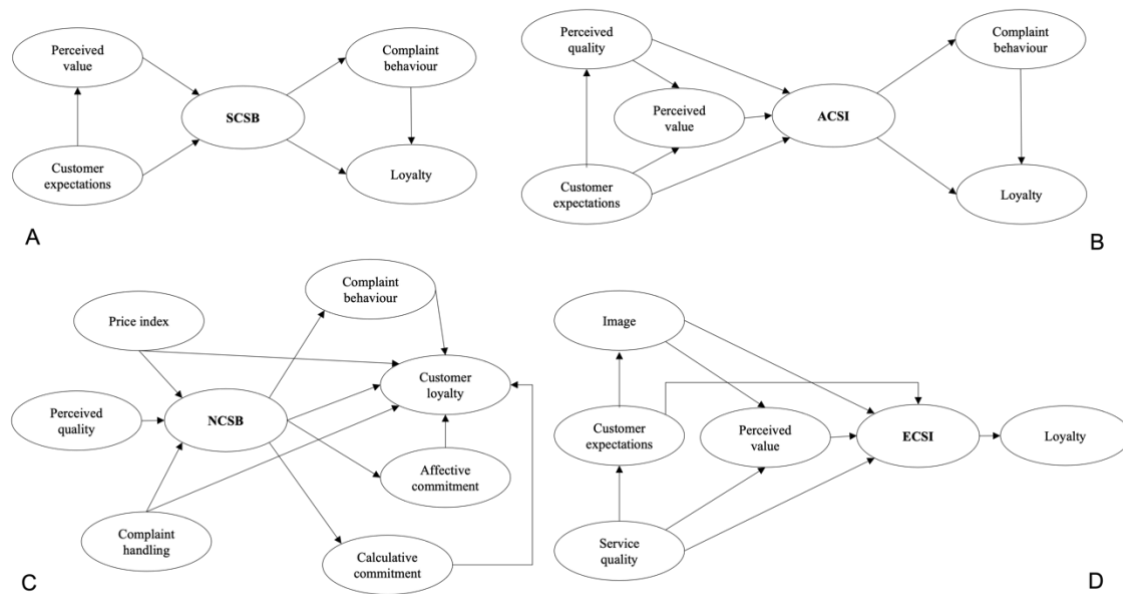 Perceived
value
Complaint
behaviour
SCSB
Customer
expectations
Loyalty
A
Perceived
quality
Complaint
behaviour
Perceived
value
ACSI
Customer
expectations
Loyalty
B
Complaint
behaviour
Price index
Customer
loyalty
Perceived
quality
NCSB
Affective
commitment
Complaint
handling
Calculative
commitment
C
Image
Customer
expectations
Perceived
value
ECSI
Loyalty
Service
quality
D